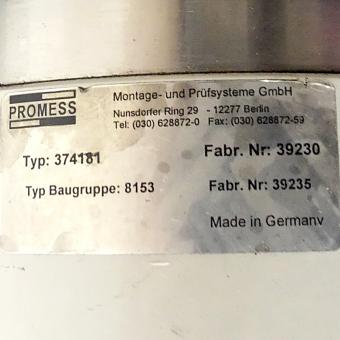 PROMESS
Montage- und Prüfsysteme GmbH
Nunsdorfer Ring 29 - 12277 Berlin
Tel: (030) 628872-0 Fax: (030) 628872-59
Typ: 374181 Fabr. Nr: 39230
Typ Baugruppe: 8153 Fabr. Nr: 39235
Made in Germany